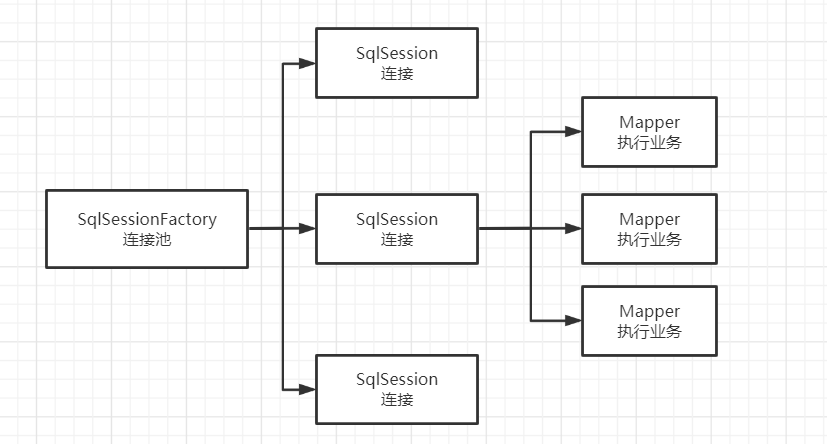 SqlSessionFactory
连接池
SqlSession
连接
SqlSession
连接
SqlSession
连接
Mapper
执行业务
Mapper
执行业务
Mapper
执行业务